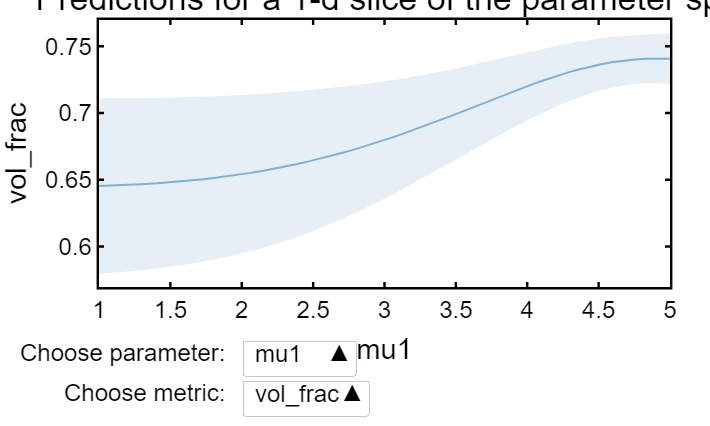 Predictions for a 1-d slice of the parameter sp
vol_frac
0.75
0.7
0.65
0.6
1 1.5 2 2.5 3 3.5 4 4.5 5
mu1
Choose parameter: mu1 ▲
Choose metric: vol_frac ▲